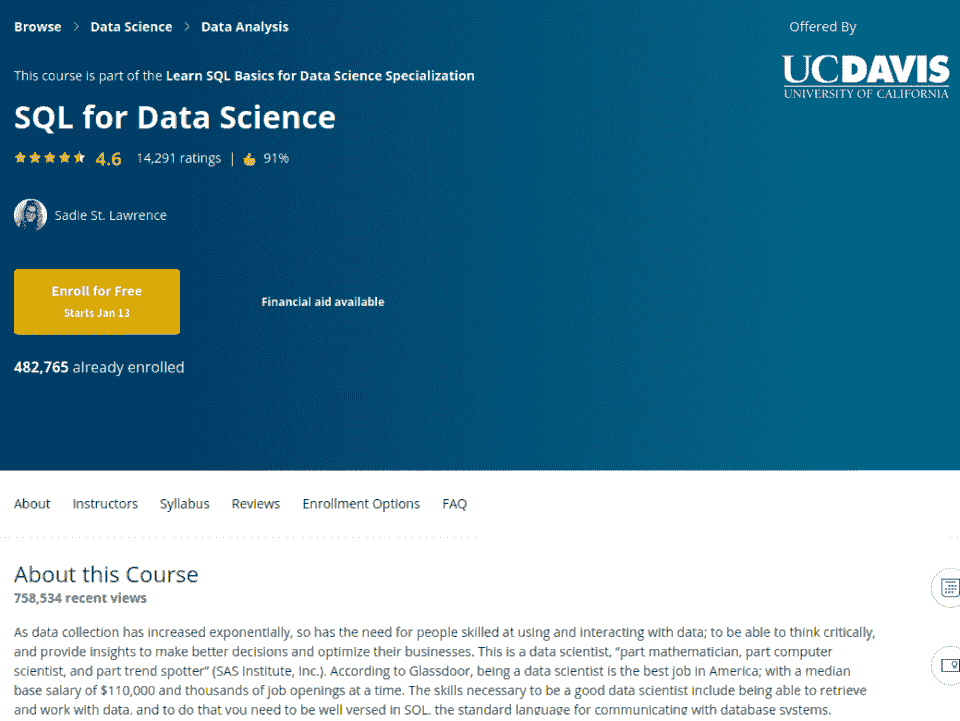 Browse > Data Science > Data Analysis
Offered By
This course is part of the Learn SQL Basics for Data Science Specialization
UCDAVIS
UNIVERSITY OF CALIFORNIA
SQL for Data Science
4.6 14,291 ratings | 91%
Sadie St. Lawrence
Enroll for Free
Starts Jan 13
Financial aid available
482,765 already enrolled
About Instructors Syllabus Reviews Enrollment Options FAQ
About this Course
758,534 recent views
As data collection has increased exponentially, so has the need for people skilled at using and interacting with data; to be able to think critically,
and provide insights to make better decisions and optimize their businesses. This is a data scientist, “part mathematician, part computer
scientist, and part trend spotter” (SAS Institute, Inc.). According to Glassdoor, being a data scientist is the best job in America; with a median
base salary of $110,000 and thousands of job openings at a time. The skills necessary to be a good data scientist include being able to retrieve
and work with data, and to do that you need to be well versed in SQL, the standard language for communicating with database systems.